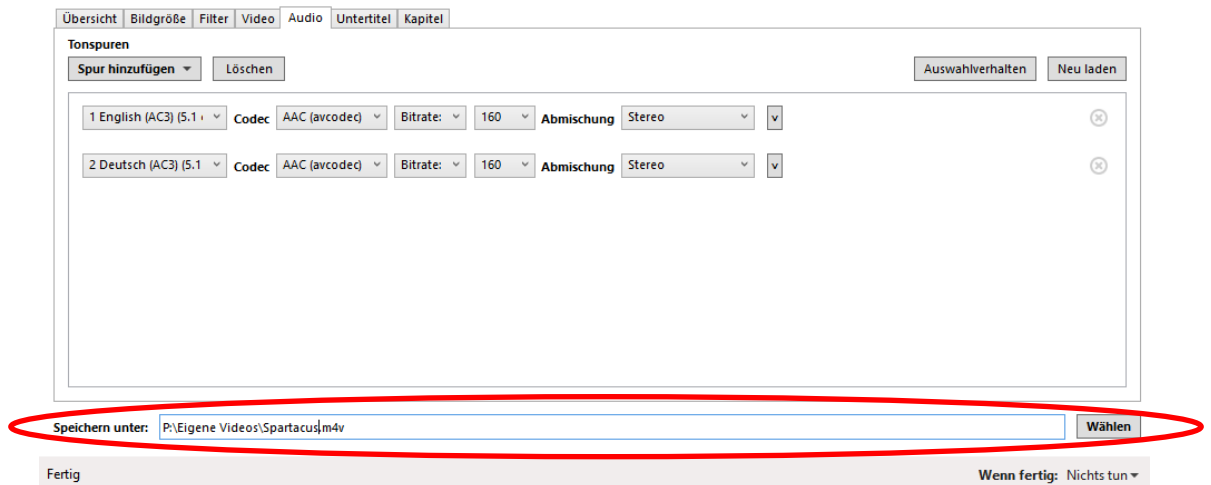 Übersicht Bildgröße Filter Video Audio Untertitel Kapitel
Tonspuren
Spur hinzufügen Löschen Auswahlverhalten Neu laden
1 English (AC3) (5.1 Codec AAC (avcodec) Bitrate: 160 Abmischung Stereo v
2 Deutsch (AC3) (5.1 Codec AAC (avcodec) Bitrate: 160 Abmischung Stereo v
Speichern unter: P:\Eigene Videos\Spartacus.m4v Wählen
Fertig Wenn fertig: Nichts tun